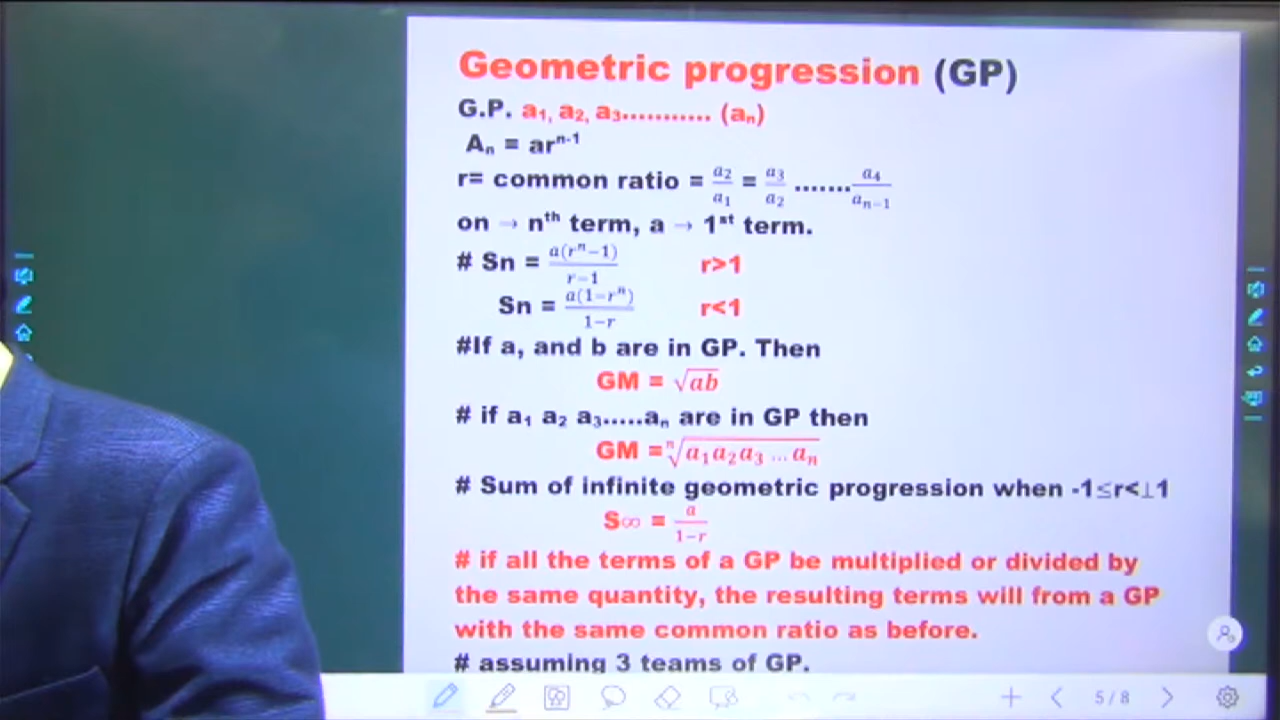 Geometric progression (GP)
G.P. a₁, a₂, a₃........... (aₙ)
Aₙ = arⁿ⁻¹
r= common ratio = a₂/a₁ = a₃/a₂ ....... a₄/aₙ₋₁
on → nᵗʰ term, a → 1ˢᵗ term.
# Sn = a(rⁿ−1)/r−1 r>1
Sn = a(1−rⁿ)/1−r r<1
#If a, and b are in GP. Then
GM = √ab
# if a₁ a₂ a₃.....aₙ are in GP then
GM = ⁿ√a₁a₂a₃ ... aₙ
# Sum of infinite geometric progression when -1≤r<⊥1
S∞ = a/1−r
# if all the terms of a GP be multiplied or divided by
the same quantity, the resulting terms will from a GP
with the same common ratio as before.
# assuming 3 teams of GP.
5/8